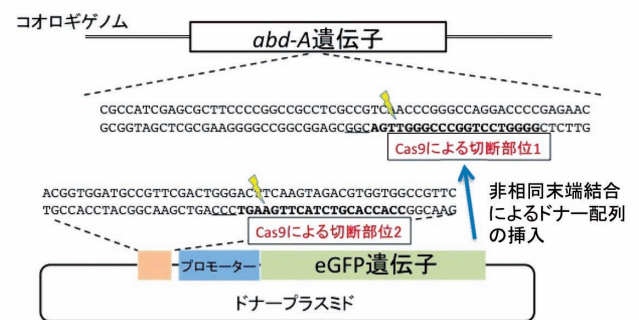 コオロギゲノム
abd-A遺伝子
CGCCATCGAGCGCTTCCCCGGCCGCCTCGCCGTCAACCCGGGCCAGGACCCCGAGAAC
GCGGTAGCTCGCGAAGGGGCCGGCGGAGCGGCAGTTGGGCCCGGTCCTGGGGCTCTTG
Cas9による切断部位1
ACGGTGGATGCCGTTCGACTGGGACTTCAAGTAGACGTGGTGGCCGTTC
TGCCACCTACGGCAAGCTGACCCTGAAGTTCATCTGCACCACCGGCAAG
Cas9による切断部位2
非相同末端結合
によるドナー配列
の挿入
プロモーター
eGFP遺伝子
ドナープラスミド